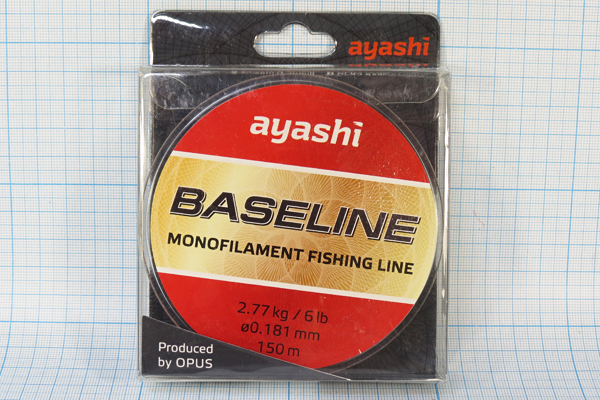 ayashi
ayashi
BASELINE
MONOFILAMENT FISHING LINE
2.77 kg / 6 lb
ø0.181 mm
150 m
Produced
by OPUS